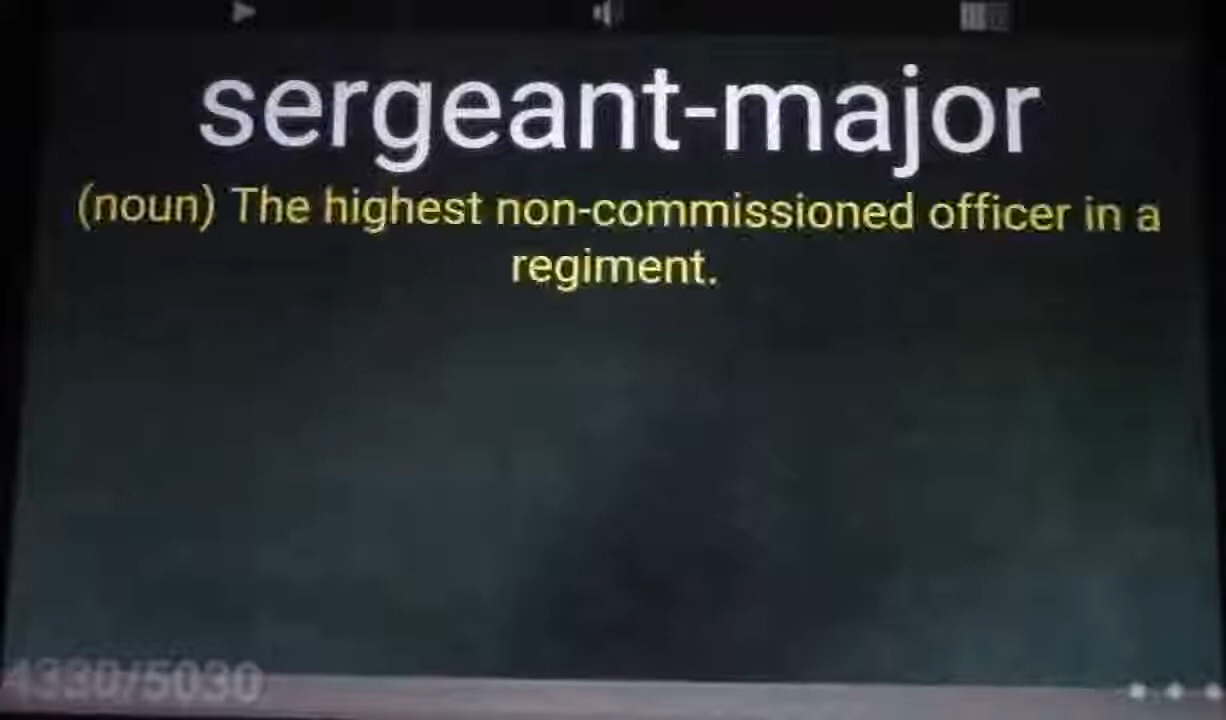 sergeant-major
(noun) The highest non-commissioned officer in a
regiment.
4330/5030